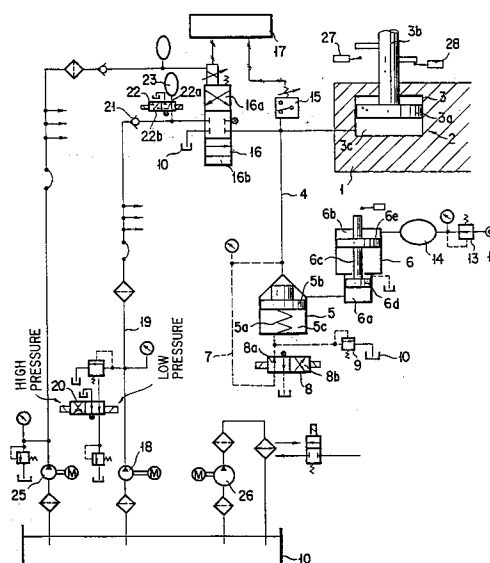 17
27
28
3b
3
3a
2
3c
1
23
22
22a
16a
21
22b
10
15
16
16b
4
6b
6e
6c
6
6d
6a
14
13
5b
5
5a
5c
7
8a
8b
8
9
10
19
HIGH PRESSURE
LOW PRESSURE
20
25
M
18
M
M
26
10